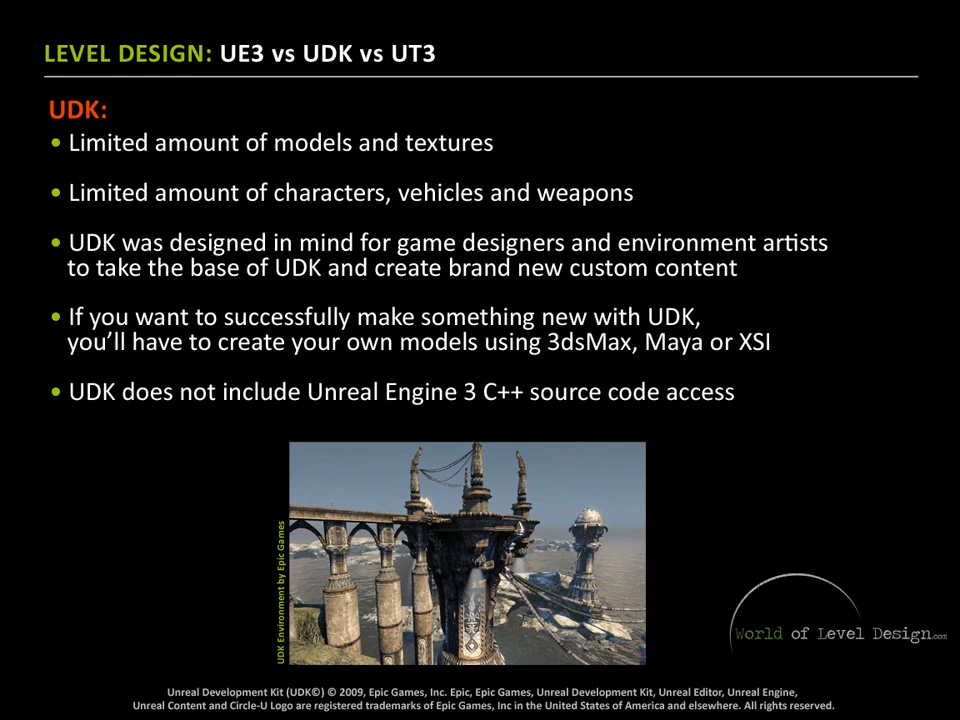 LEVEL DESIGN: UE3 vs UDK vs UT3
UDK:
• Limited amount of models and textures
• Limited amount of characters, vehicles and weapons
• UDK was designed in mind for game designers and environment artists
to take the base of UDK and create brand new custom content
• If you want to successfully make something new with UDK,
you’ll have to create your own models using 3dsMax, Maya or XSI
• UDK does not include Unreal Engine 3 C++ source code access
UDK Environment by Epic Games
World of Level Design.com
Unreal Development Kit (UDK©) © 2009, Epic Games, Inc. Epic, Epic Games, Unreal Development Kit, Unreal Editor, Unreal Engine,
Unreal Content and Circle-U Logo are registered trademarks of Epic Games, Inc in the United States of America and elsewhere. All rights reserved.